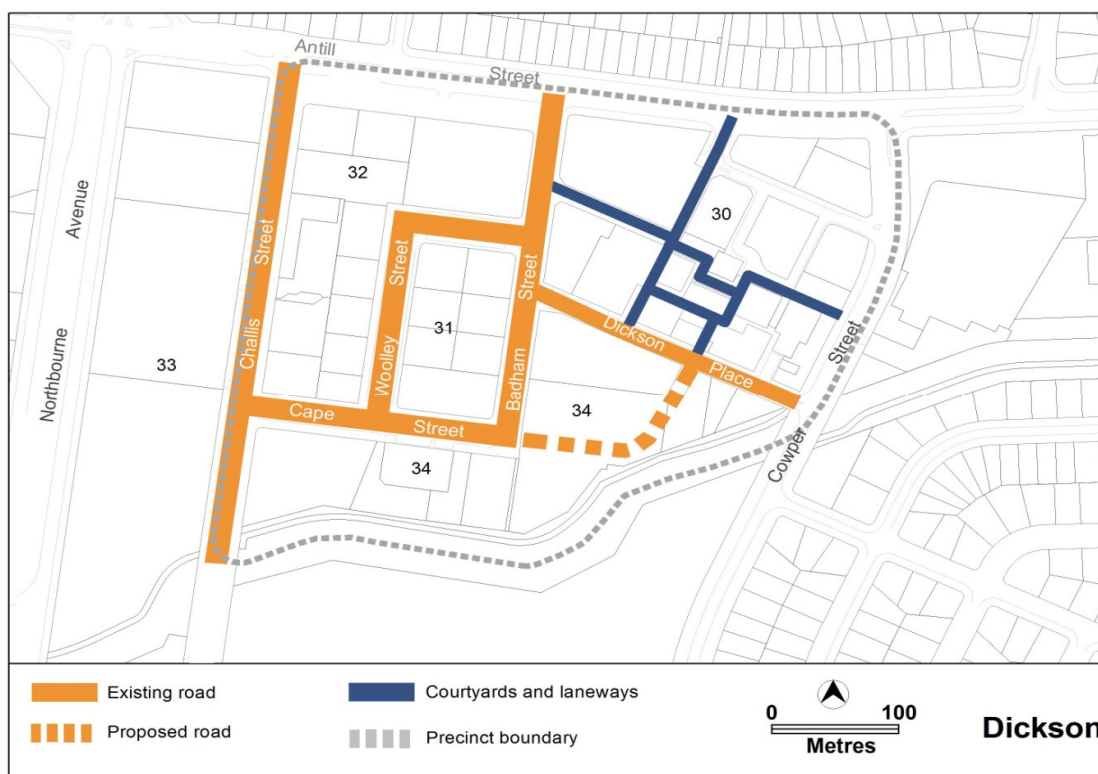 Antill
Street
32
30
Northbourne
Avenue
Challis
Street
Woolley
Street
31
Badham
Street
Dickson
Place
33
Cape
Street
34
34
Cowper
Street
Existing road
Proposed road
Courtyards and laneways
Precinct boundary
0 100
Metres
Dickson